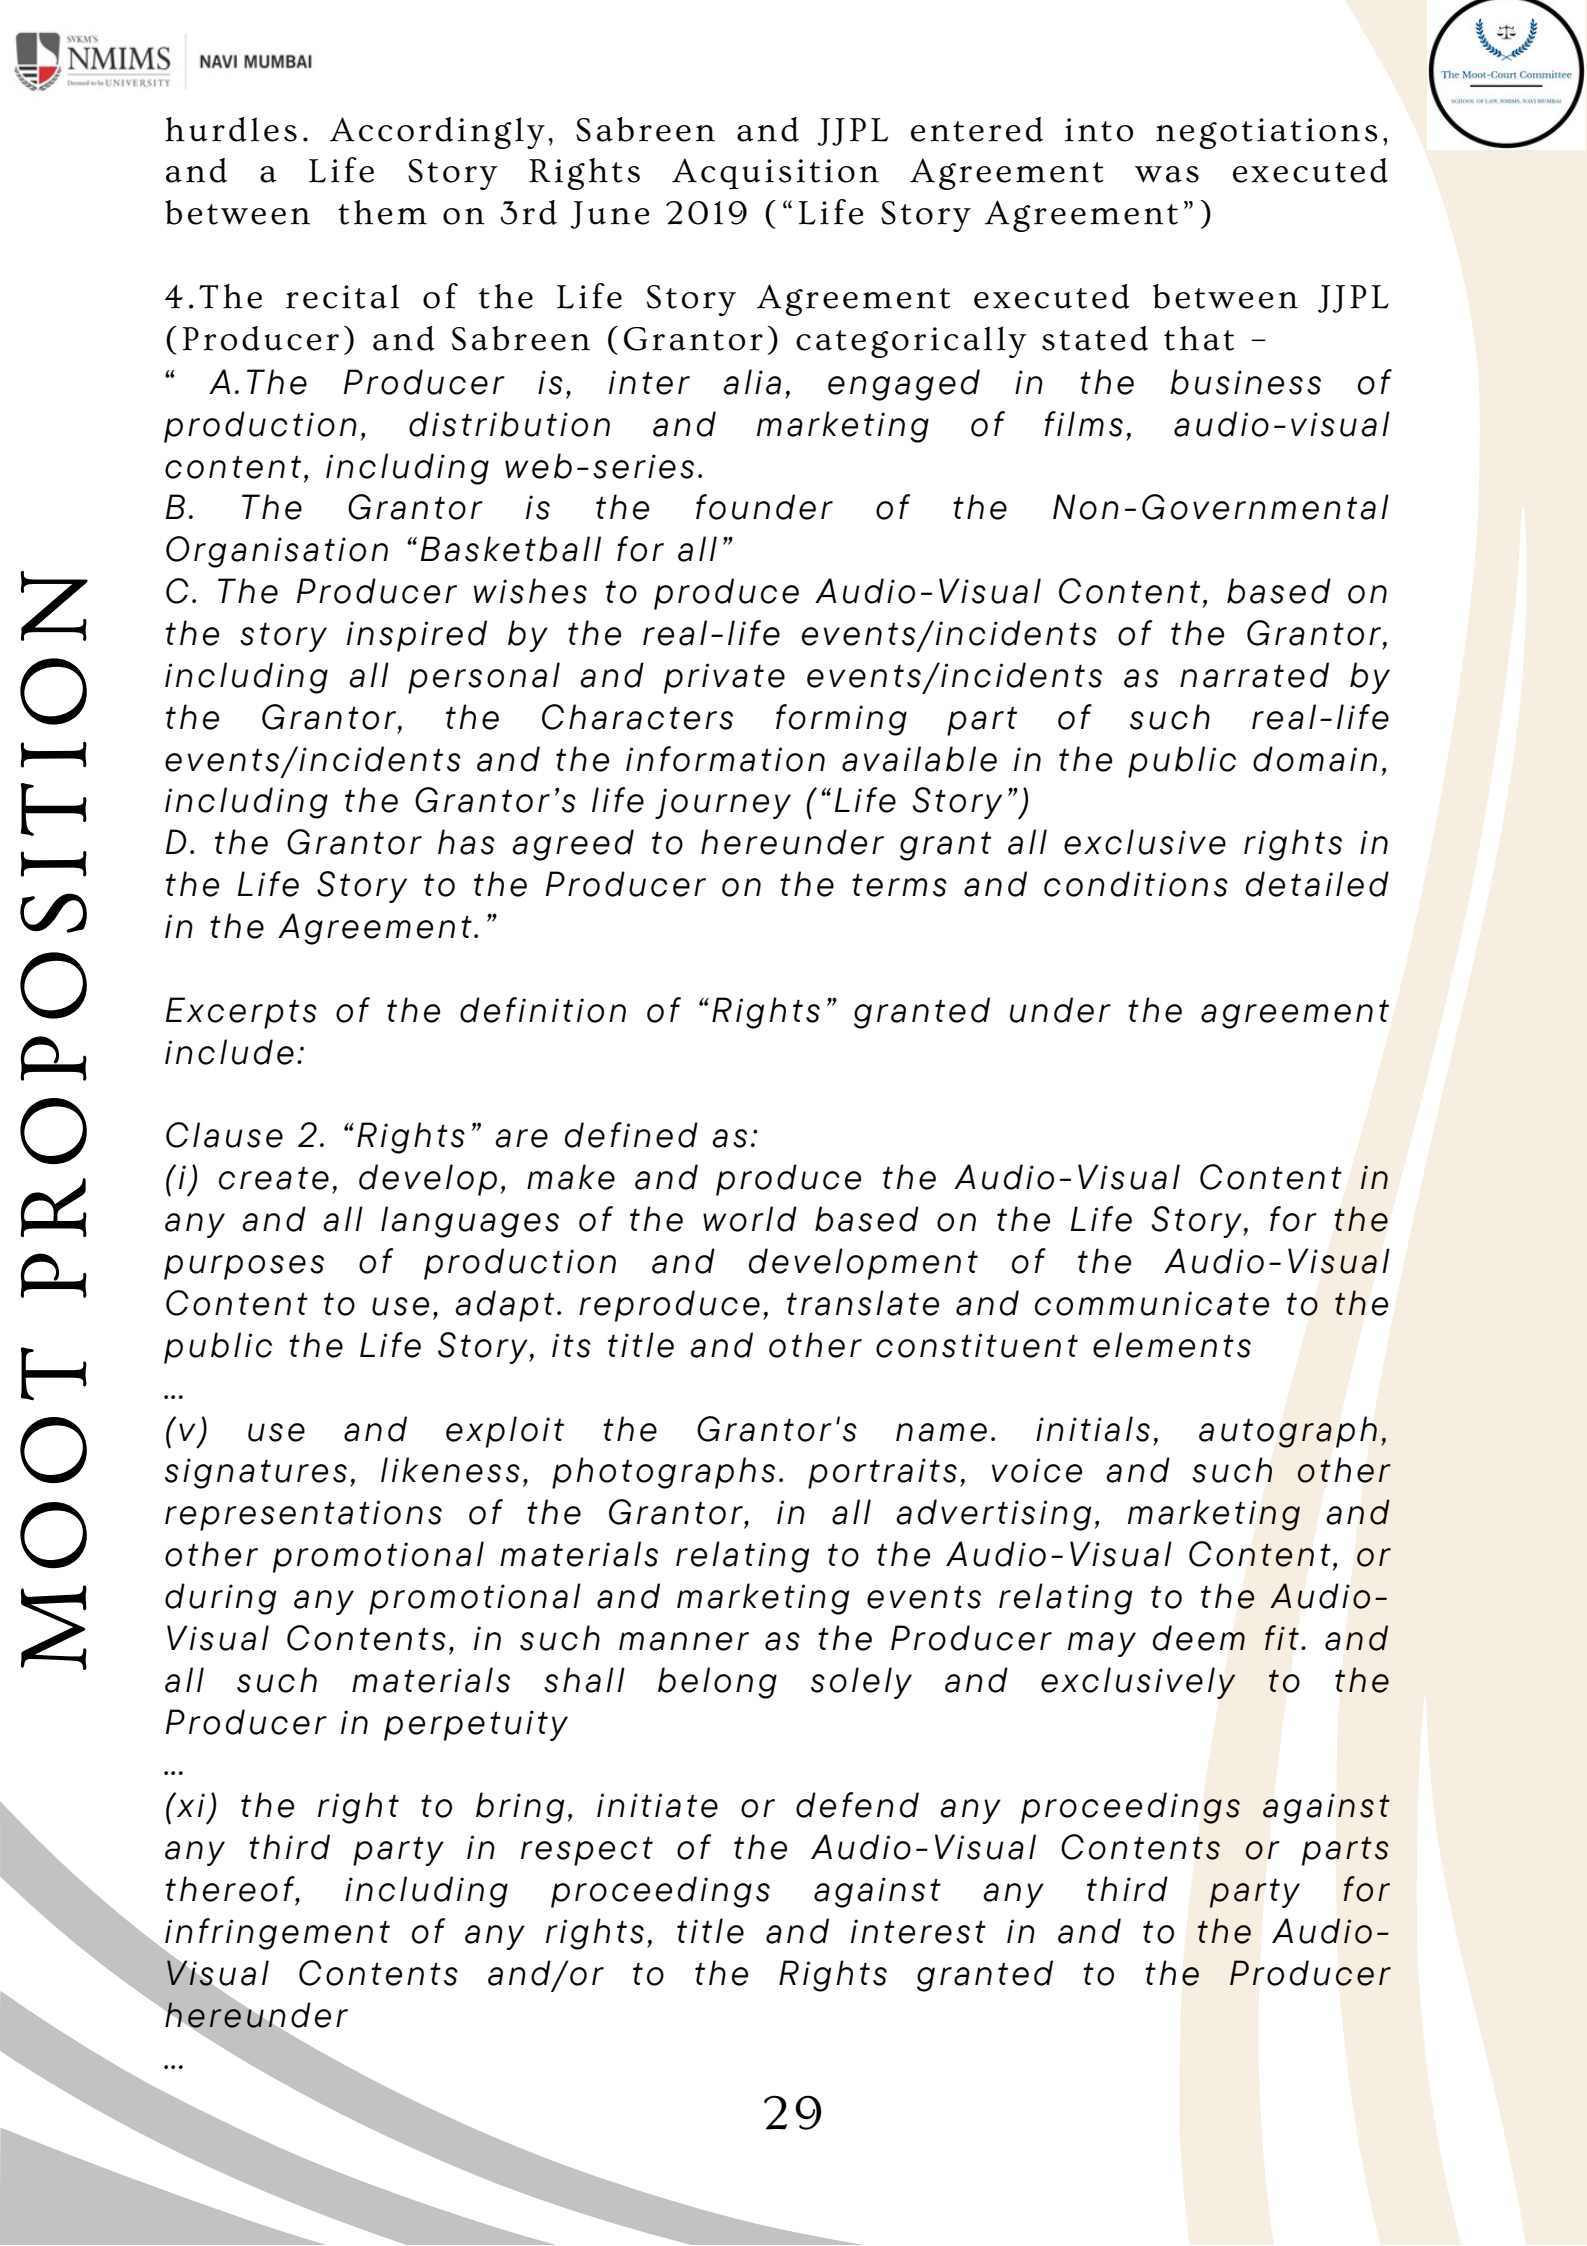 SVKM'S
NMIMS
Deemed to be UNIVERSITY
NAVI MUMBAI
The Moot-Court Committee
SCHOOL OF LAW, NMIMS, NAVI MUMBAI
MOOT PROPOSITION
hurdles. Accordingly, Sabreen and JJPL entered into negotiations,
and a Life Story Rights Acquisition Agreement was executed
between them on 3rd June 2019 (“Life Story Agreement”)
4.The recital of the Life Story Agreement executed between JJPL
(Producer) and Sabreen (Grantor) categorically stated that –
“ A.The Producer is, inter alia, engaged in the business of
production, distribution and marketing of films, audio-visual
content, including web-series.
B. The Grantor is the founder of the Non-Governmental
Organisation “Basketball for all”
C. The Producer wishes to produce Audio-Visual Content, based on
the story inspired by the real-life events/incidents of the Grantor,
including all personal and private events/incidents as narrated by
the Grantor, the Characters forming part of such real-life
events/incidents and the information available in the public domain,
including the Grantor’s life journey (“Life Story”)
D. the Grantor has agreed to hereunder grant all exclusive rights in
the Life Story to the Producer on the terms and conditions detailed
in the Agreement.”
Excerpts of the definition of “Rights” granted under the agreement
include:
Clause 2. “Rights” are defined as:
(i) create, develop, make and produce the Audio-Visual Content in
any and all languages of the world based on the Life Story, for the
purposes of production and development of the Audio-Visual
Content to use, adapt. reproduce, translate and communicate to the
public the Life Story, its title and other constituent elements
...
(v) use and exploit the Grantor's name. initials, autograph,
signatures, likeness, photographs. portraits, voice and such other
representations of the Grantor, in all advertising, marketing and
other promotional materials relating to the Audio-Visual Content, or
during any promotional and marketing events relating to the Audio-
Visual Contents, in such manner as the Producer may deem fit. and
all such materials shall belong solely and exclusively to the
Producer in perpetuity
...
(xi) the right to bring, initiate or defend any proceedings against
any third party in respect of the Audio-Visual Contents or parts
thereof, including proceedings against any third party for
infringement of any rights, title and interest in and to the Audio-
Visual Contents and/or to the Rights granted to the Producer
hereunder
...
29